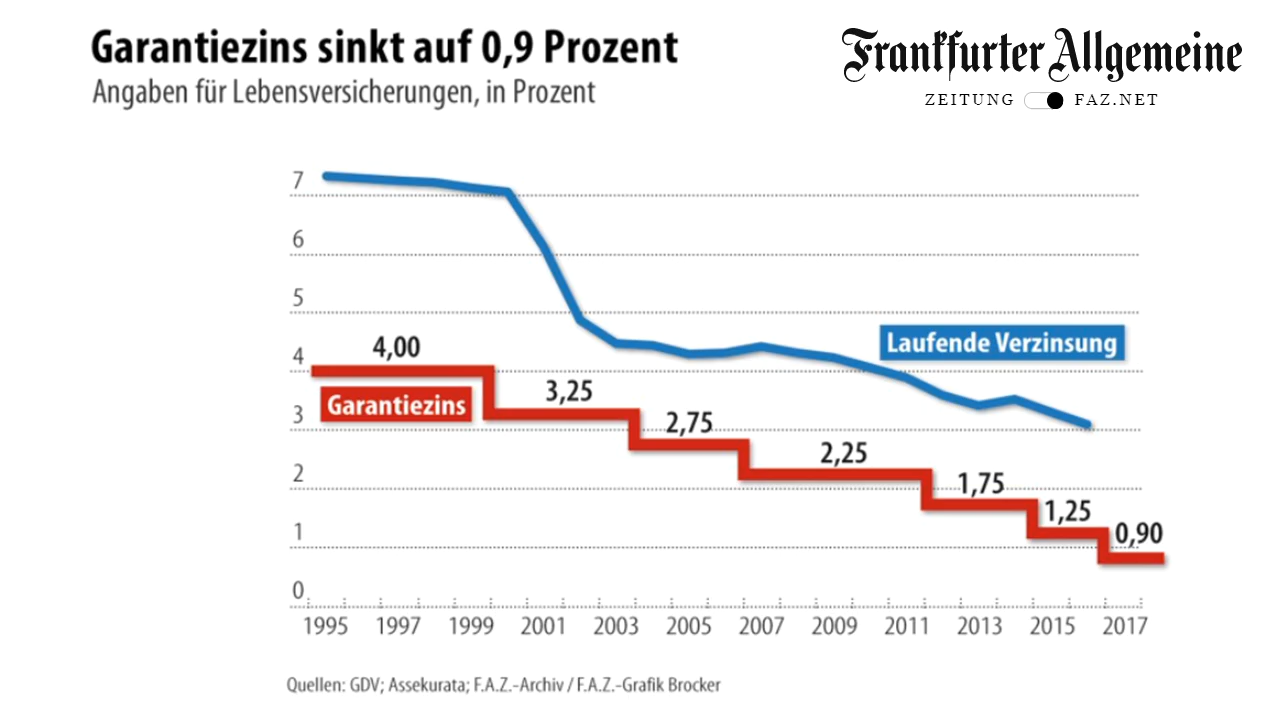 Garantiezins sinkt auf 0,9 Prozent
Angaben für Lebensversicherungen, in Prozent
Frankfurter Allgemeine
ZEITUNG FAZ.NET
7
6
5
4
3
2
1
0
Laufende Verzinsung
Garantiezins
4,00
3,25
2,75
2,25
1,75
1,25
0,90
1995 1997 1999 2001 2003 2005 2007 2009 2011 2013 2015 2017
Quellen: GDV; Assekurata; F.A.Z.-Archiv / F.A.Z.-Grafik Brocker